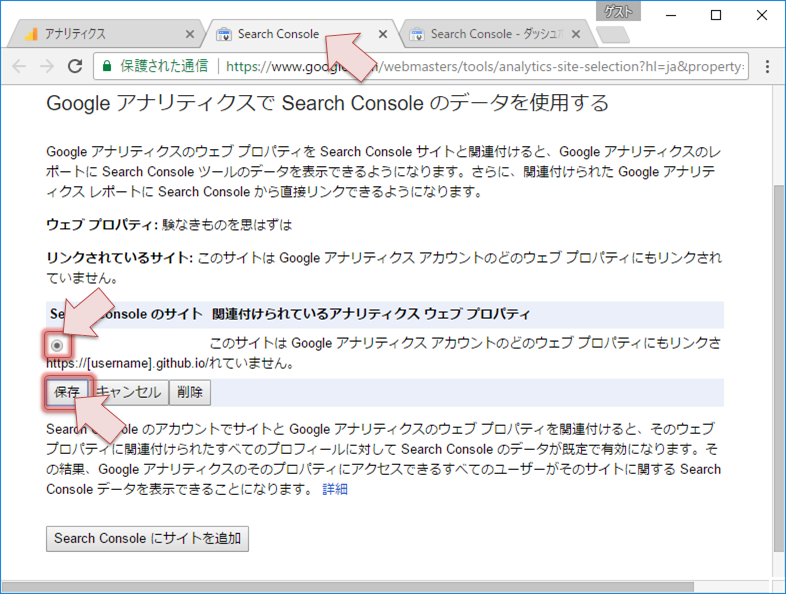 ゲスト
アナリティクス
Search Console
Search Console - ダッシュボ
保護された通信
https://www.goog /webmasters/tools/analytics-site-selection?hl=ja&property=
Google アナリティクスで Search Console のデータを使用する
Google アナリティクスのウェブ プロパティを Search Console サイトと関連付けると、Google アナリティクスのレ
ポートに Search Console ツールのデータを表示できるようになります。さらに、関連付けられた Google アナリテ
ィクス レポートに Search Console から直接リンクできるようになります。
ウェブ プロパティ: 験なきものを思はずは
リンクされているサイト: このサイトは Google アナリティクス アカウントのどのウェブ プロパティにもリンクされ
ていません。
Se onsole のサイト 関連付けられているアナリティクス ウェブ プロパティ
このサイトは Google アナリティクス アカウントのどのウェブ プロパティにもリンクさ
https://[username].github.io/れていません。
保存 キャンセル 削除
Search ole のアカウントでサイトと Google アナリティクスのウェブ プロパティを関連付けると、そのウェブ
プロパティに関連付けられたすべてのプロフィールに対して Search Console のデータが既定で有効になります。そ
の結果、Google アナリティクスのそのプロパティにアクセスできるすべてのユーザーがそのサイトに関する Search
Console データを表示できることになります。 詳細
Search Console にサイトを追加